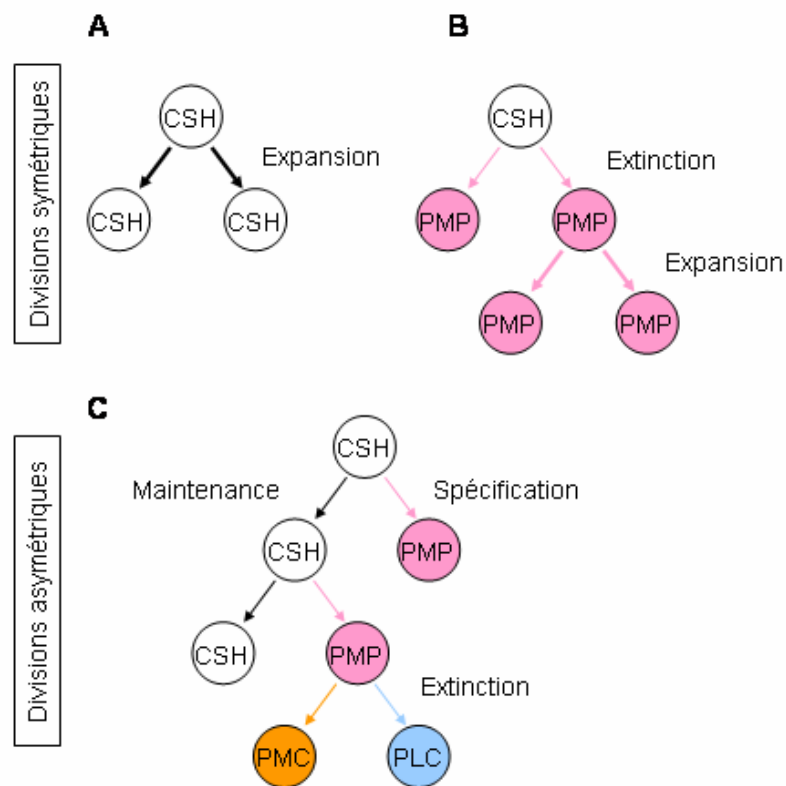 A
B
Divisions symétriques
CSH
CSH
Expansion
Extinction
CSH
CSH
PMP
PMP
Expansion
PMP
PMP
C
Divisions asymétriques
CSH
Maintenance
Spécification
CSH
PMP
CSH
PMP
Extinction
PMC
PLC